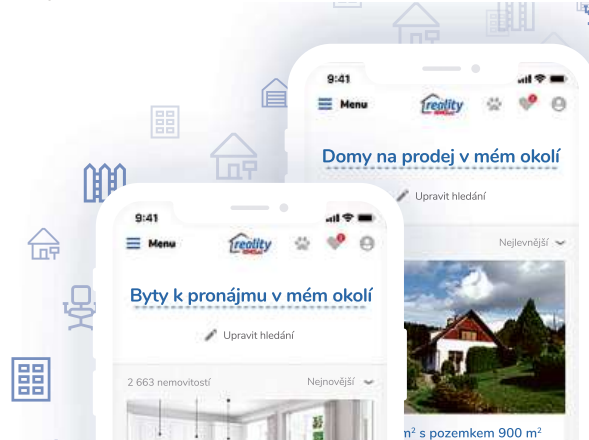 9:41
Menu
reality
Domy na prodej v mém okolí
Upravit hledání
Nejlevnější
m² s pozemkem 900 m²
9:41
Menu
reality
Byty k pronájmu v mém okolí
Upravit hledání
2 663 nemovitostí
Nejnovější